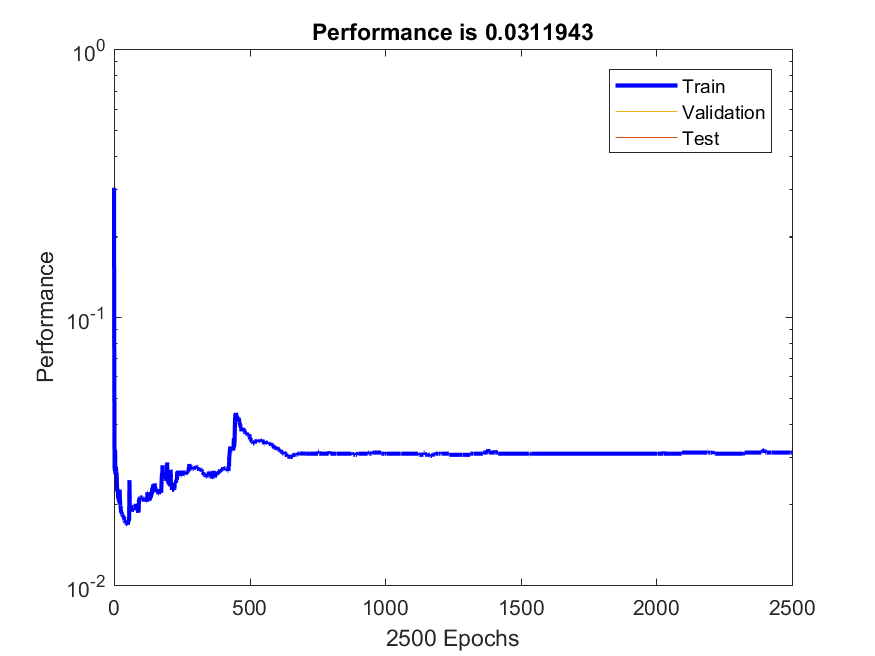 Performance is 0.0311943
10^0
Train
Validation
Test
Performance
10^-1
10^-2
0 500 1000 1500 2000 2500
2500 Epochs